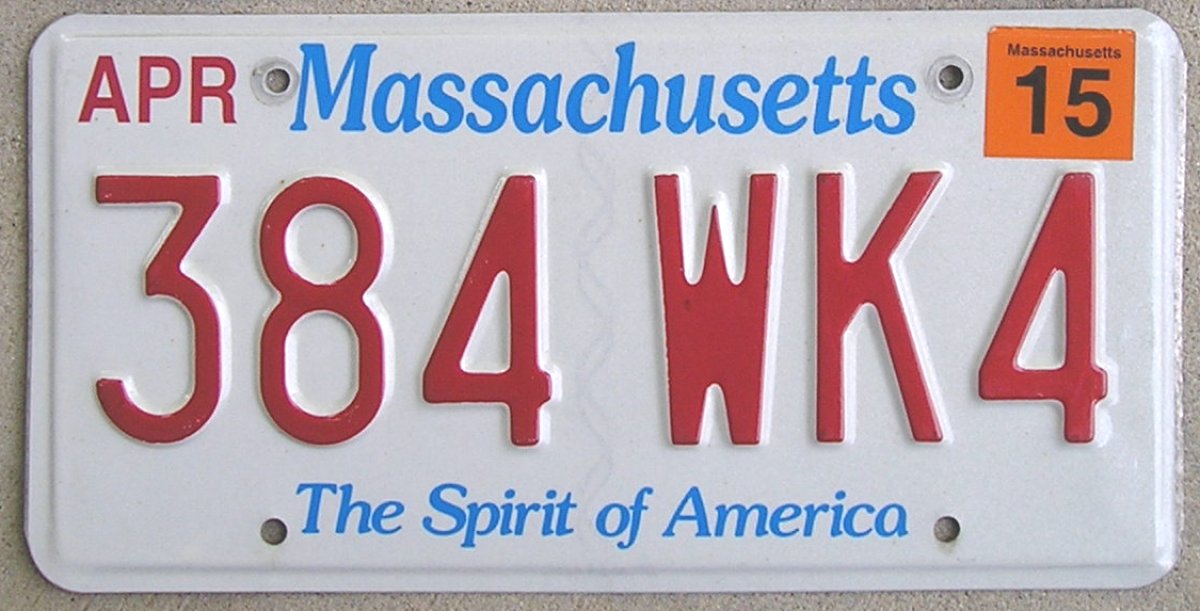 APR Massachusetts
Massachusetts
15
384 WK4
The Spirit of America